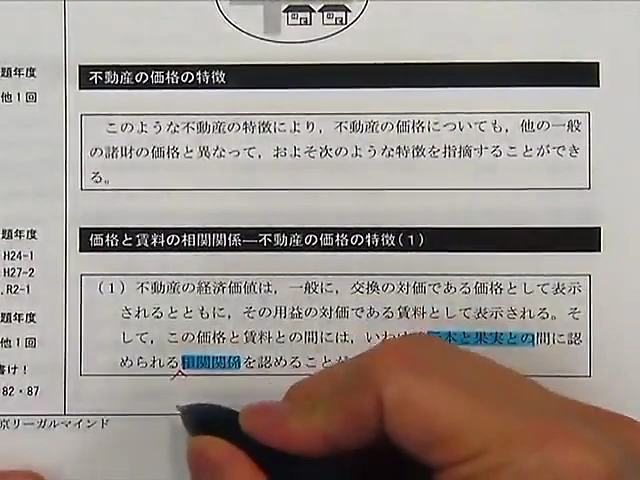 題年度
不動産の価格の特徴
他1回
このような不動産の特徴により，不動産の価格についても，他の一般
の諸財の価格と異なって，およそ次のような特徴を指摘することができ
る。
題年度
価格と賃料の相関関係―不動産の価格の特徴(1)
H24-1
H27-2
R2-1
題年度
他1回
け！
82・87
(1) 不動産の経済価値は，一般に，交換の対価である価格として表示
されるとともに，その用益の対価である賃料として表示される。そ
して，この価格と賃料との間には，いわ 本と果実との間に認
められる相関関係を認めることが
京リーガルマインド